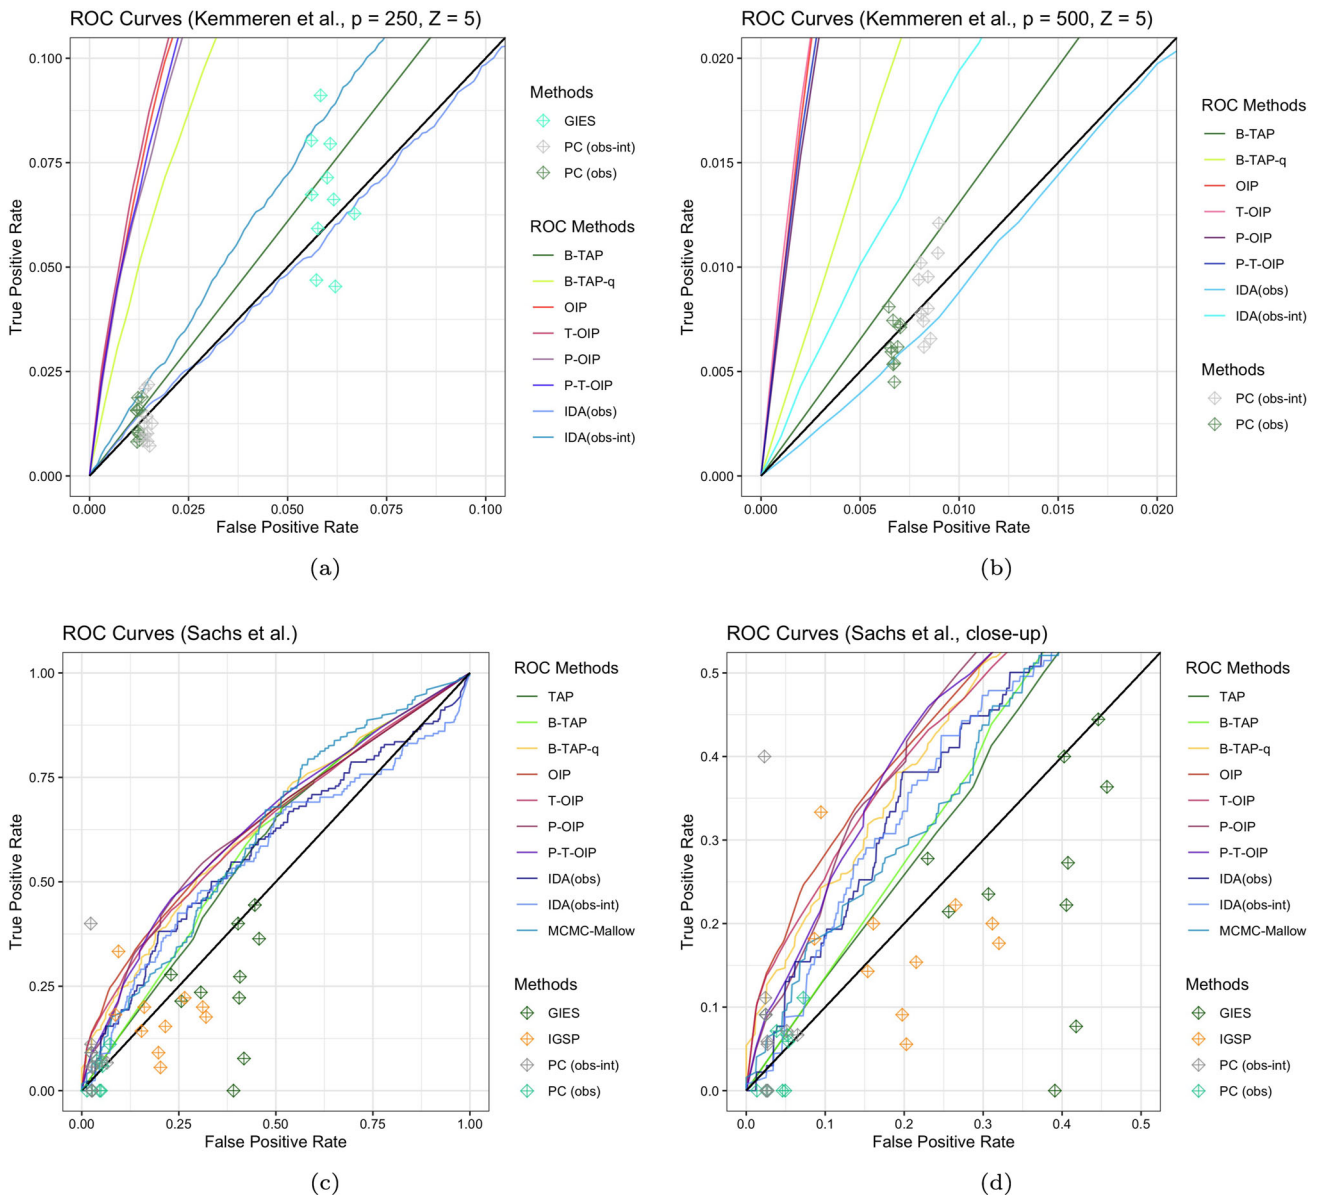 ROC Curves (Kemmeren et al., p = 250, Z = 5)
True Positive Rate
0.100
0.075
0.050
0.025
0.000
0.000 0.025 0.050 0.075 0.100
False Positive Rate
Methods
GIES
PC (obs-int)
PC (obs)
ROC Methods
B-TAP
B-TAP-q
OIP
T-OIP
P-OIP
P-T-OIP
IDA(obs)
IDA(obs-int)
(a)
ROC Curves (Kemmeren et al., p = 500, Z = 5)
True Positive Rate
0.020
0.015
0.010
0.005
0.000
0.000 0.005 0.010 0.015 0.020
False Positive Rate
ROC Methods
B-TAP
B-TAP-q
OIP
T-OIP
P-OIP
P-T-OIP
IDA(obs)
IDA(obs-int)
Methods
PC (obs-int)
PC (obs)
(b)
ROC Curves (Sachs et al.)
True Positive Rate
1.00
0.75
0.50
0.25
0.00
0.00 0.25 0.50 0.75 1.00
False Positive Rate
ROC Methods
TAP
B-TAP
B-TAP-q
OIP
T-OIP
P-OIP
P-T-OIP
IDA(obs)
IDA(obs-int)
MCMC-Mallow
Methods
GIES
IGSP
PC (obs-int)
PC (obs)
(c)
ROC Curves (Sachs et al., close-up)
True Positive Rate
0.5
0.4
0.3
0.2
0.1
0.0
0.0 0.1 0.2 0.3 0.4 0.5
False Positive Rate
ROC Methods
TAP
B-TAP
B-TAP-q
OIP
T-OIP
P-OIP
P-T-OIP
IDA(obs)
IDA(obs-int)
MCMC-Mallow
Methods
GIES
IGSP
PC (obs-int)
PC (obs)
(d)